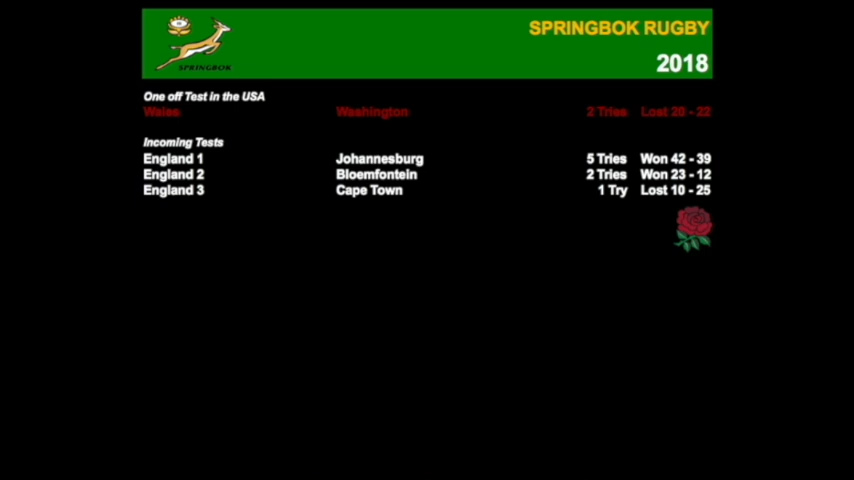 SPRINGBOK
SPRINGBOK RUGBY
2018
One off Test in the USA
Wales Washington 2 Tries Lost 20 - 22
Incoming Tests
England 1 Johannesburg 5 Tries Won 42 - 39
England 2 Bloemfontein 2 Tries Won 23 - 12
England 3 Cape Town 1 Try Lost 10 - 25